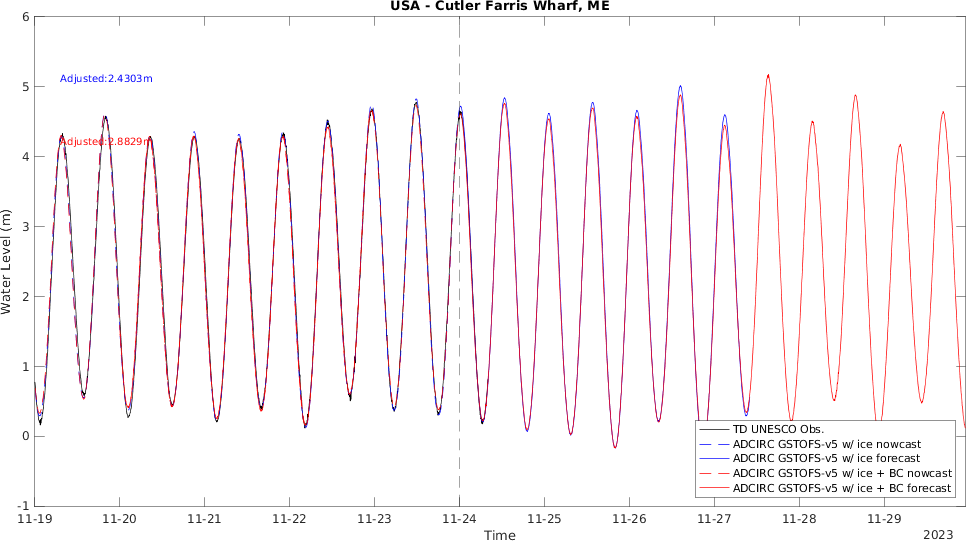 USA - Cutler Farris Wharf, ME
6
5
4
3
2
1
0
-1
Water Level (m)
Adjusted:2.4303m
Adjusted:2.8829m
TD UNESCO Obs.
ADCIRC GSTOFS-v5 w/ ice nowcast
ADCIRC GSTOFS-v5 w/ ice forecast
ADCIRC GSTOFS-v5 w/ ice + BC nowcast
ADCIRC GSTOFS-v5 w/ ice + BC forecast
11-19 11-20 11-21 11-22 11-23 11-24 11-25 11-26 11-27 11-28 11-29
Time
2023